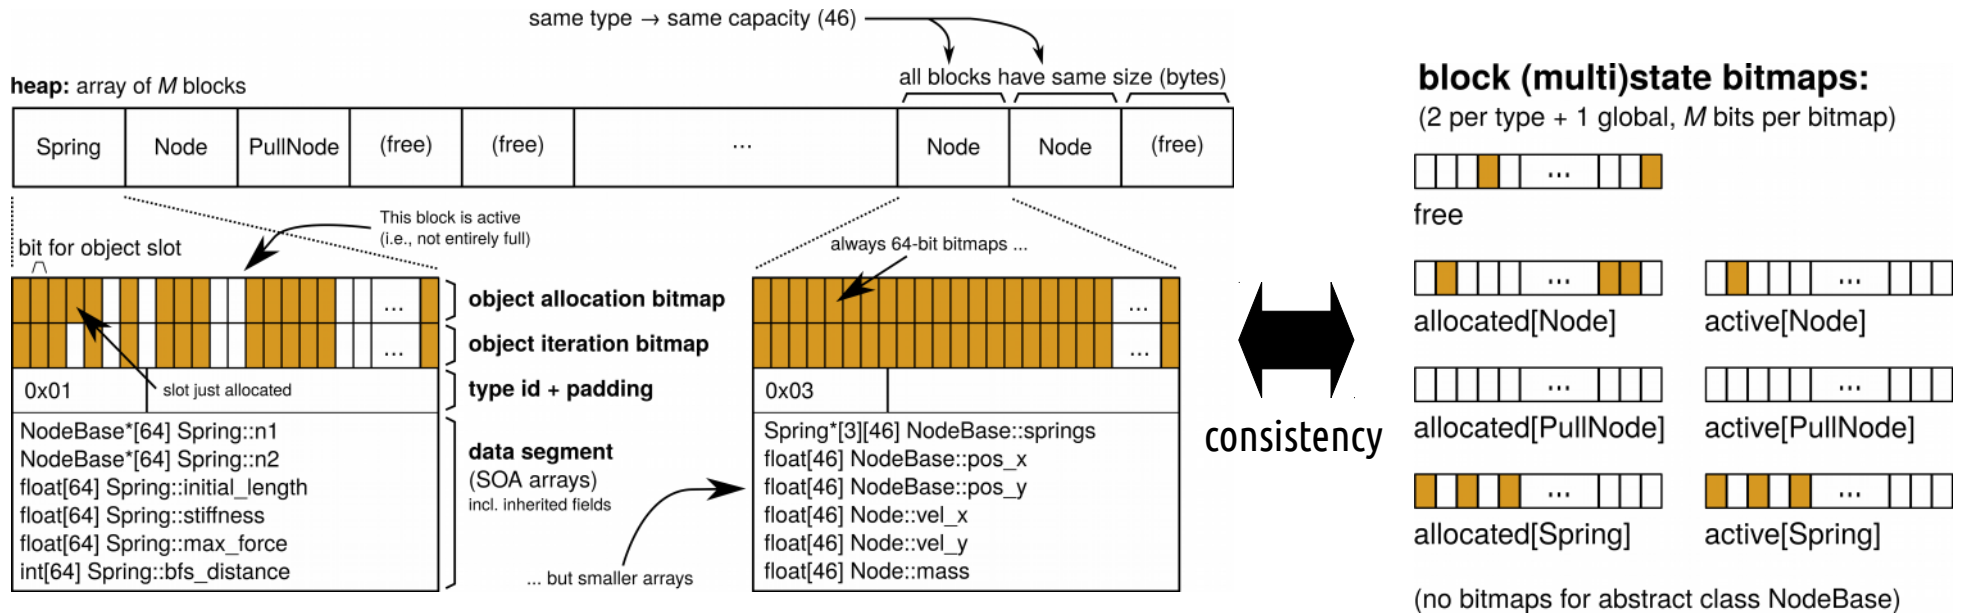 same type → same capacity (46)
heap: array of M blocks
all blocks have same size (bytes)
Spring
Node
PullNode
(free)
(free)
...
Node
Node
(free)
This block is active
(i.e., not entirely full)
bit for object slot
always 64-bit bitmaps ...
...
...
object allocation bitmap
object iteration bitmap
0x01
slot just allocated
type id + padding
NodeBase*[64] Spring::n1
NodeBase*[64] Spring::n2
float[64] Spring::initial_length
float[64] Spring::stiffness
float[64] Spring::max_force
int[64] Spring::bfs_distance
data segment
(SOA arrays)
incl. inherited fields
... but smaller arrays
...
...
0x03
Spring*[3][46] NodeBase::springs
float[46] NodeBase::pos_x
float[46] NodeBase::pos_y
float[46] Node::vel_x
float[46] Node::vel_y
float[46] Node::mass
consistency
block (multi)state bitmaps:
(2 per type + 1 global, M bits per bitmap)
...
free
...
allocated[Node]
...
active[Node]
...
allocated[PullNode]
...
active[PullNode]
...
allocated[Spring]
...
active[Spring]
(no bitmaps for abstract class NodeBase)